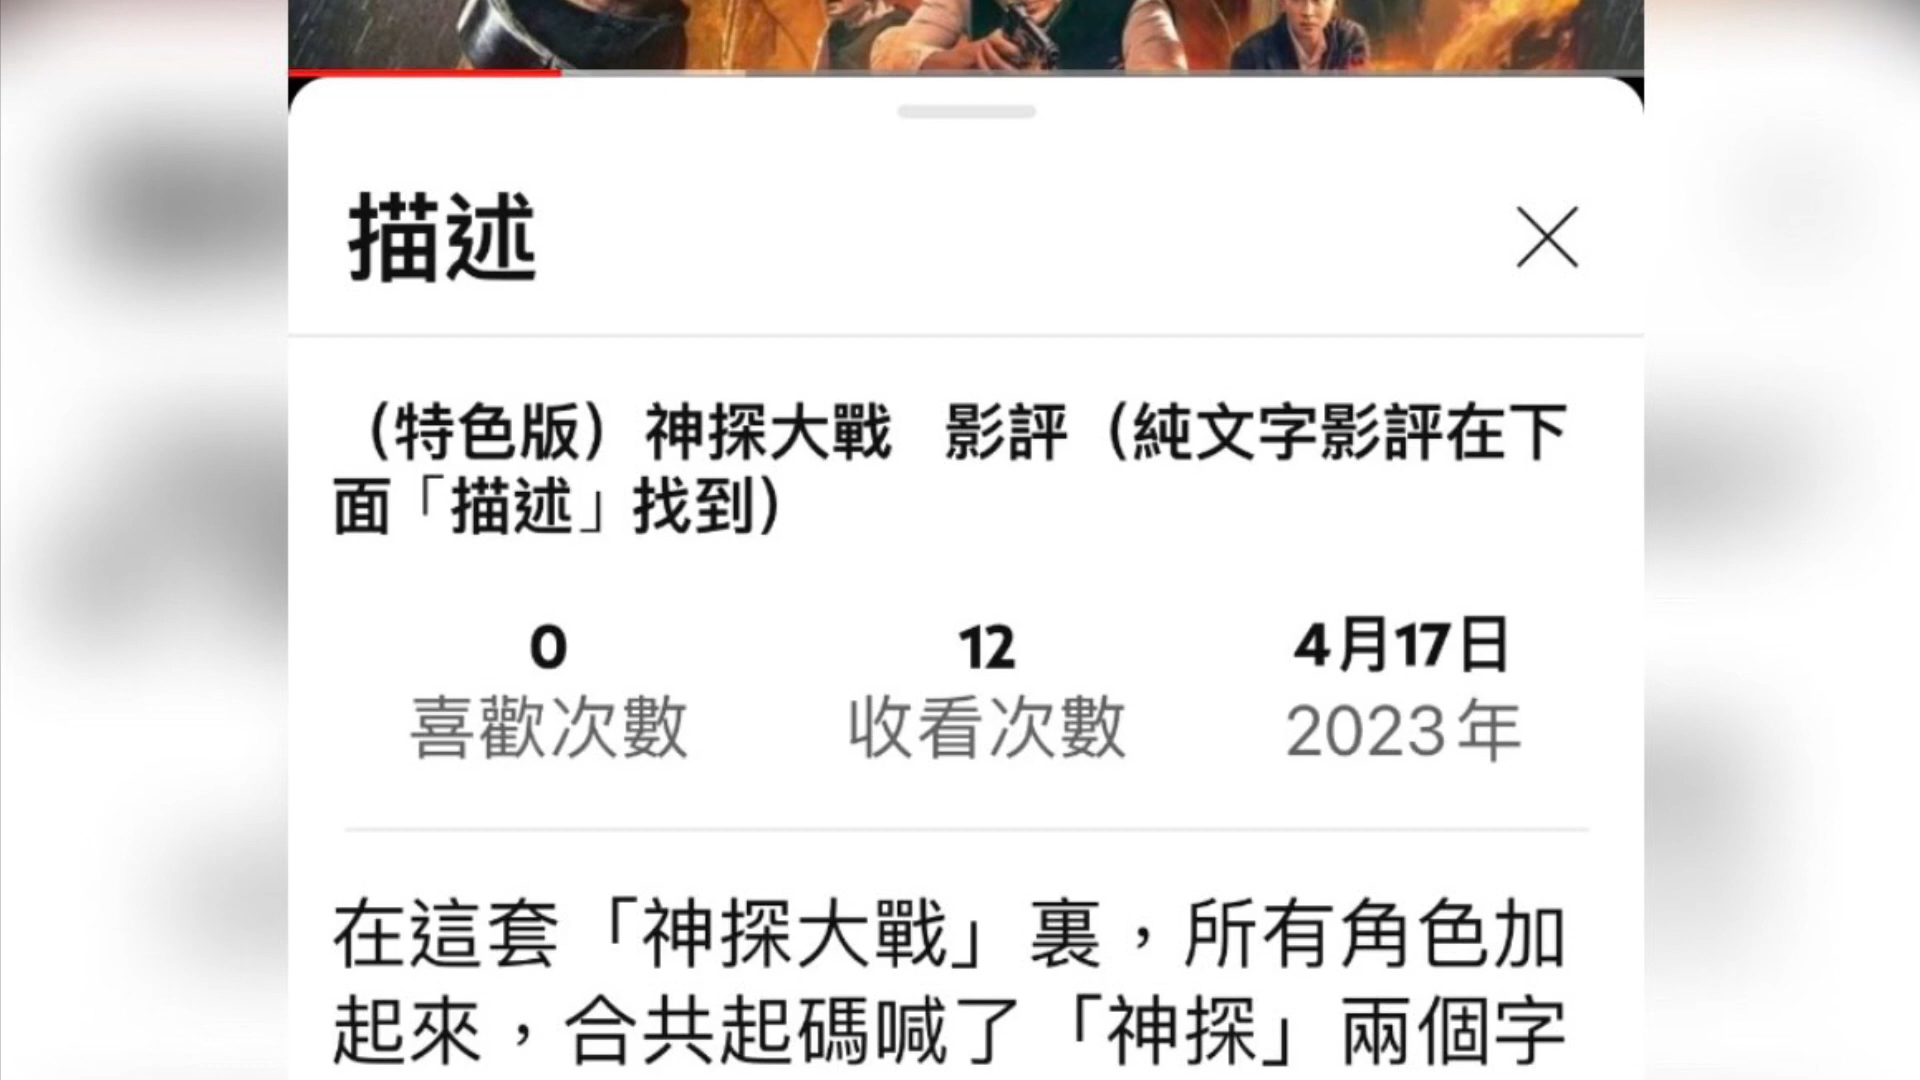 描述
（特色版）神探大戰 影評（純文字影評在下
面「描述」找到）
0 12 4月17日
喜歡次數 收看次數 2023年
在這套「神探大戰」裏，所有角色加
起來，合共起碼喊了「神探」兩個字